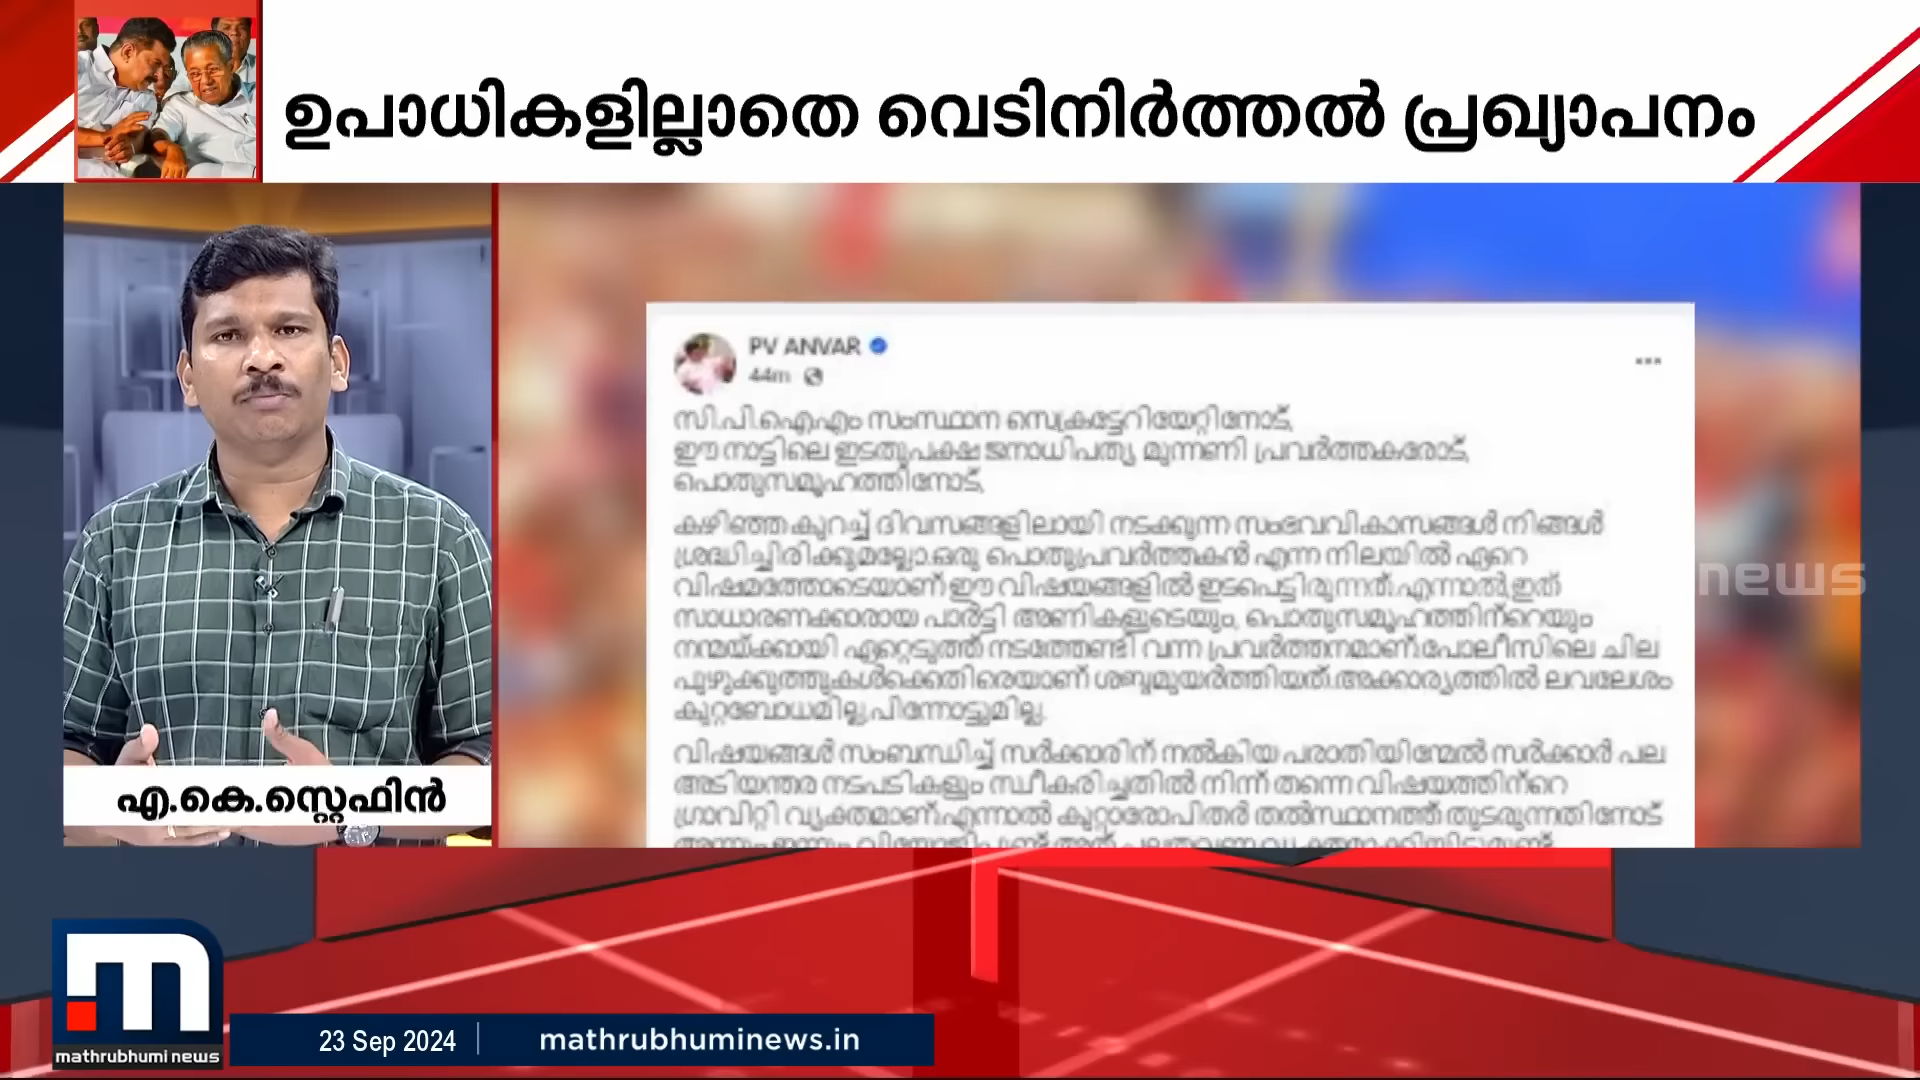 ഉപാധികളില്ലാതെ വെടിനിർത്തൽ പ്രഖ്യാപനം
PV ANVAR
44m
സി.പി.ഐഎം സംസ്ഥാന സെക്രട്ടേറിയേറ്റിനോട്,
ഈ നാട്ടിലെ ഇടതുപക്ഷ ജനാധിപത്യ മുന്നണി പ്രവർത്തകരോട്,
പൊതുസമൂഹത്തിനോട്,
കഴിഞ്ഞ കുറച്ച് ദിവസങ്ങളിലായി നടക്കുന്ന സംഭവവികാസങ്ങൾ നിങ്ങൾ
ശ്രദ്ധിച്ചിരിക്കുമല്ലോ.ഒരു പൊതുപ്രവർത്തകൻ എന്ന നിലയിൽ ഏറെ
വിഷമത്തോടെയാണ് ഈ വിഷയങ്ങളിൽ ഇടപെട്ടിരുന്നത്.എന്നാൽ,ഇത്
സാധാരണക്കാരായ പാർട്ടി അണികളുടെയും, പൊതുസമൂഹത്തിന്റെയും
നന്മയ്ക്കായി ഏറ്റെടുത്ത് നടത്തേണ്ടി വന്ന പ്രവർത്തനമാണ്.പോലീസിലെ ചില
പുഴുക്കുത്തുകൾക്കെതിരെയാണ് ശബ്ദമുയർത്തിയത്.അക്കാര്യത്തിൽ ലവലേശം
കുറ്റബോധമില്ല,പിന്നോട്ടുമില്ല.
വിഷയങ്ങൾ സംബന്ധിച്ച് സർക്കാരിന് നൽകിയ പരാതിയിന്മേൽ സർക്കാർ പല
അടിയന്തര നടപടികളും സ്വീകരിച്ചതിൽ നിന്ന് തന്നെ വിഷയത്തിന്റെ
ഗ്രാവിറ്റി വ്യക്തമാണ്.എന്നാൽ കുറ്റാരോപിതർ തൽസ്ഥാനത്ത് തുടരുന്നതിനോട്
news
എ.കെ.സ്റ്റെഫിൻ
mathrubhumi news
23 Sep 2024
mathrubhuminews.in